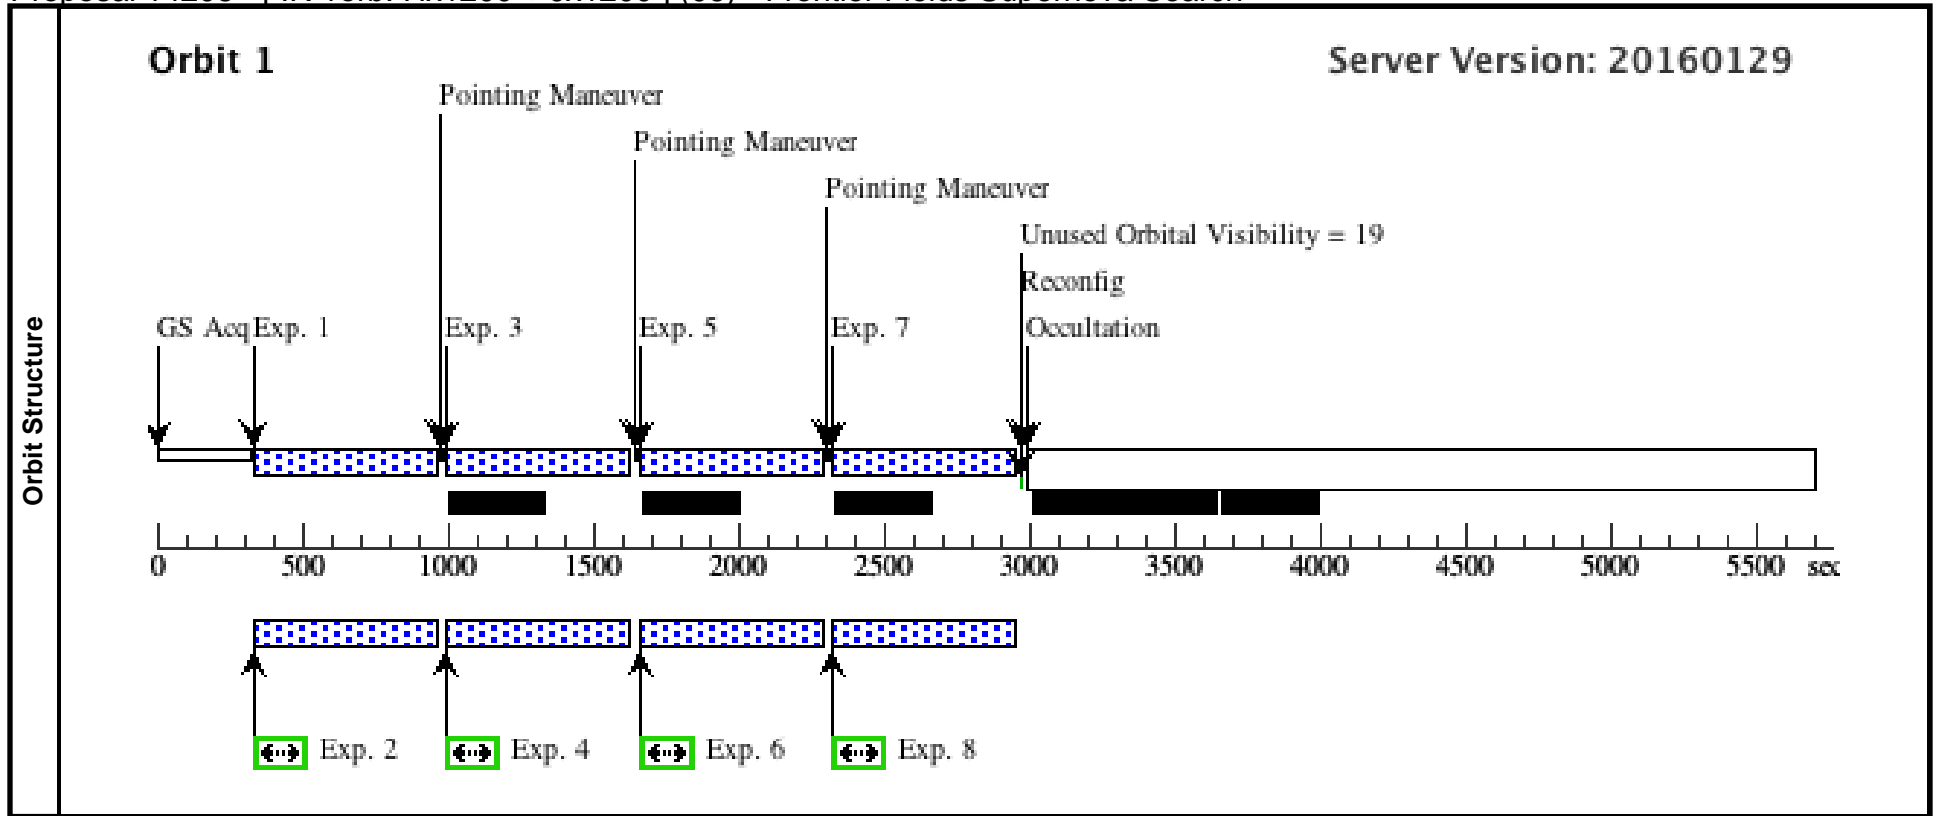 Orbit 1
Server Version: 20160129
Pointing Maneuver
Pointing Maneuver
Pointing Maneuver
Unused Orbital Visibility = 19
Reconfig
GS Acq
Exp. 1
Exp. 3
Exp. 5
Exp. 7
Occultation
Orbit Structure
0 500 1000 1500 2000 2500 3000 3500 4000 4500 5000 5500 sec
Exp. 2
Exp. 4
Exp. 6
Exp. 8